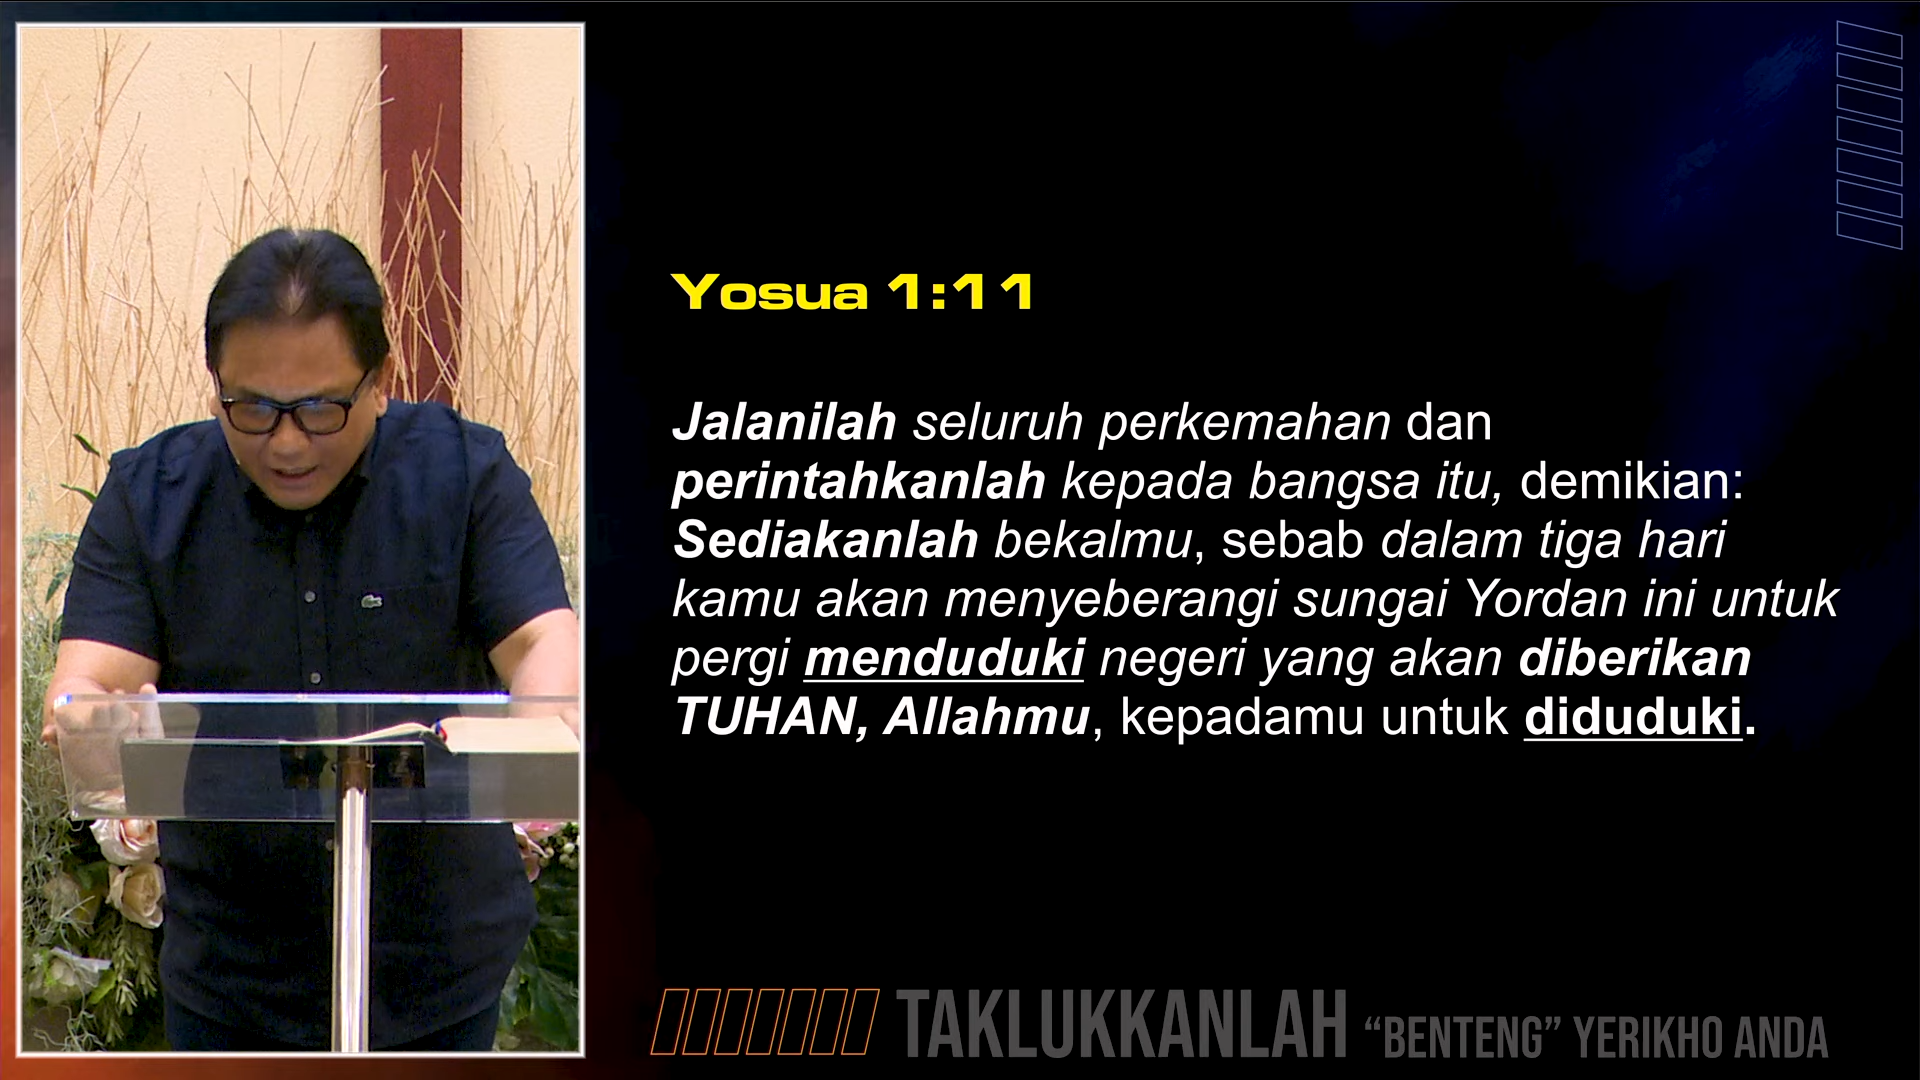 Yosua 1:11
Jalanilah seluruh perkemahan dan
perintahkanlah kepada bangsa itu, demikian:
Sediakanlah bekalmu, sebab dalam tiga hari
kamu akan menyeberangi sungai Yordan ini untuk
pergi menduduki negeri yang akan diberikan
TUHAN, Allahmu, kepadamu untuk diduduki.
TAKLUKKANLAH “BENTENG” YERIKHO ANDA